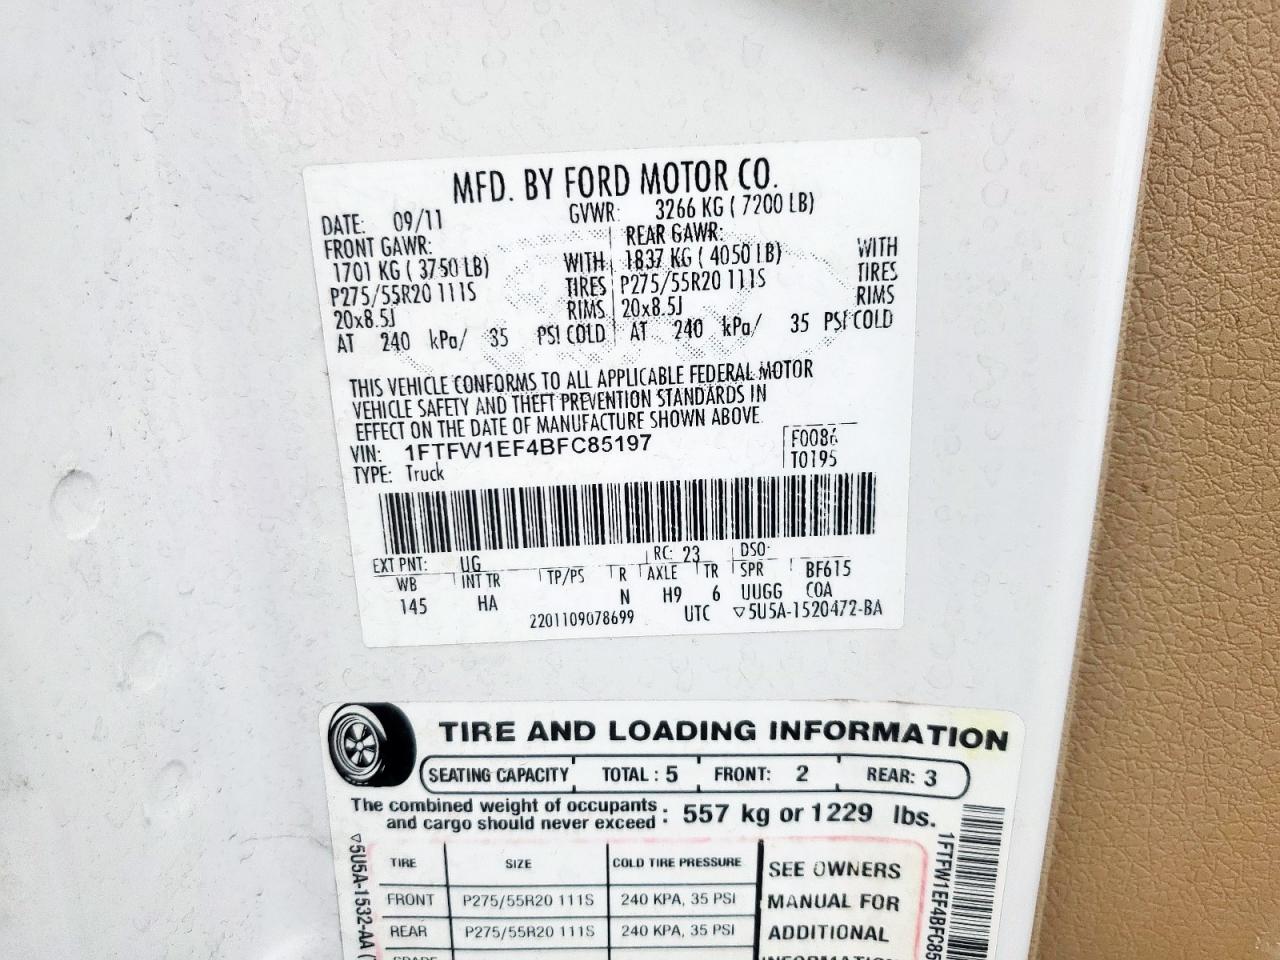 MFD. BY FORD MOTOR CO.
DATE: 09/11 GVWR: 3266 KG ( 7200 LB)
FRONT GAWR: REAR GAWR:
1701 KG ( 3750 LB) WITH 1837 KG ( 4050 LB) WITH
P275/55R20 111S TIRES P275/55R20 111S TIRES
20x8.5J RIMS 20x8.5J RIMS
AT 240 kPa/ 35 PSI COLD AT 240 kPa/ 35 PSI COLD
THIS VEHICLE CONFORMS TO ALL APPLICABLE FEDERAL MOTOR
VEHICLE SAFETY AND THEFT PREVENTION STANDARDS IN
EFFECT ON THE DATE OF MANUFACTURE SHOWN ABOVE
VIN: 1FTFW1EF4BFC85197 F0086
TYPE: Truck T0195
EXT PNT: UG RC: 23 DSO:
WB INT TR TP/PS R AXLE TR SPR BF615
145 HA N H9 6 UUGG COA
2201109078699 UTC ▽5U5A-1520472-BA
TIRE AND LOADING INFORMATION
SEATING CAPACITY TOTAL : 5 FRONT: 2 REAR: 3
The combined weight of occupants
and cargo should never exceed : 557 kg or 1229 lbs.
TIRE SIZE COLD TIRE PRESSURE SEE OWNERS
FRONT P275/55R20 111S 240 KPA, 35 PSI MANUAL FOR
REAR P275/55R20 111S 240 KPA, 35 PSI ADDITIONAL
▽5U5A-1532-AA
1FTFW1EF4BFC85